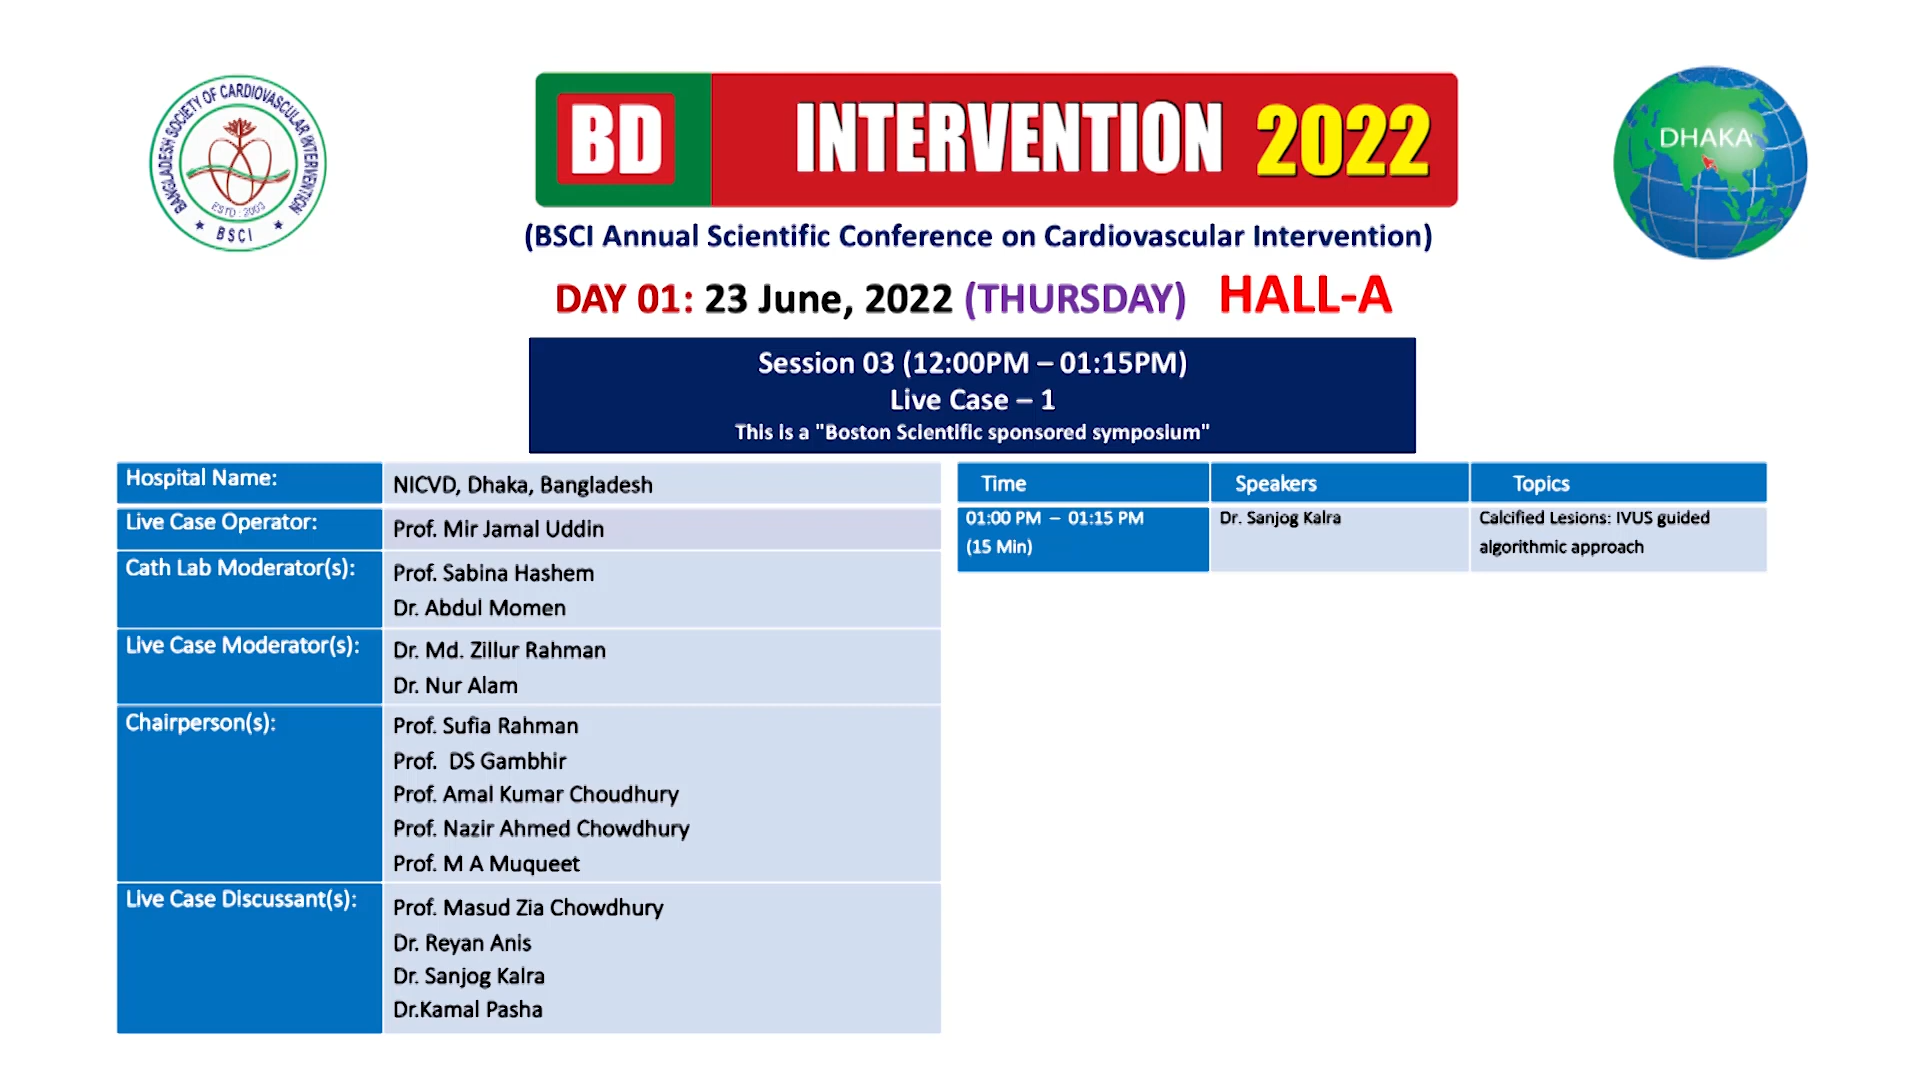 BANGLADESH SOCIETY OF CARDIOVASCULAR INTERVENTION
ESTD : 2003
BSCI
BD INTERVENTION 2022
DHAKA
(BSCI Annual Scientific Conference on Cardiovascular Intervention)
DAY 01: 23 June, 2022 (THURSDAY) HALL-A
Session 03 (12:00PM – 01:15PM)
Live Case – 1
This is a "Boston Scientific sponsored symposium"
Hospital Name: NICVD, Dhaka, Bangladesh
Live Case Operator: Prof. Mir Jamal Uddin
Cath Lab Moderator(s): Prof. Sabina Hashem
Dr. Abdul Momen
Live Case Moderator(s): Dr. Md. Zillur Rahman
Dr. Nur Alam
Chairperson(s): Prof. Sufia Rahman
Prof. DS Gambhir
Prof. Amal Kumar Choudhury
Prof. Nazir Ahmed Chowdhury
Prof. M A Muqueet
Live Case Discussant(s): Prof. Masud Zia Chowdhury
Dr. Reyan Anis
Dr. Sanjog Kalra
Dr.Kamal Pasha
Time Speakers Topics
01:00 PM – 01:15 PM Dr. Sanjog Kalra Calcified Lesions: IVUS guided
(15 Min) algorithmic approach